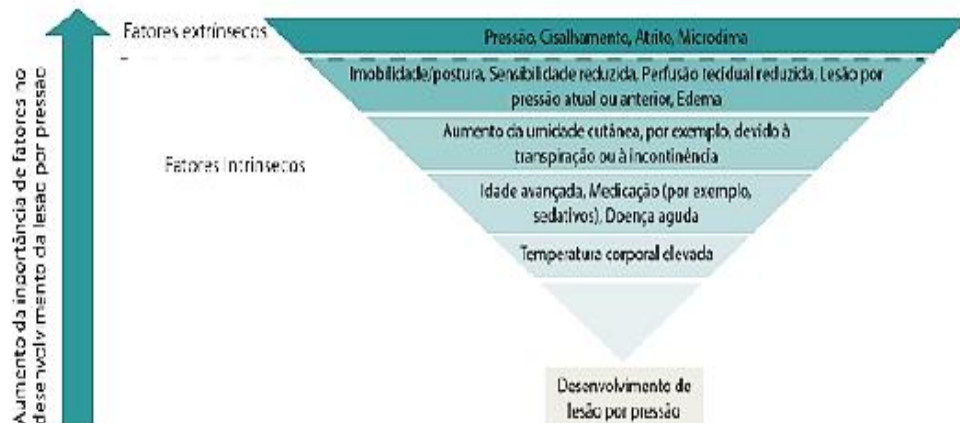 Aumento da importância de fatores no
desenvolvimento da lesão por pressão
Fatores extrínsecos
Pressão, Cisalhamento, Atrito, Microclima
Imobilidade/postura, Sensibilidade reduzida, Perfusão tecidual reduzida, Lesão por
pressão atual ou anterior, Edema
Aumento da umidade cutânea, por exemplo, devido à
transpiração ou à incontinência
Fatores Intrínsecos
Idade avançada, Medicação (por exemplo,
sedativos), Doença aguda
Temperatura corporal elevada
Desenvolvimento de
lesão por pressão